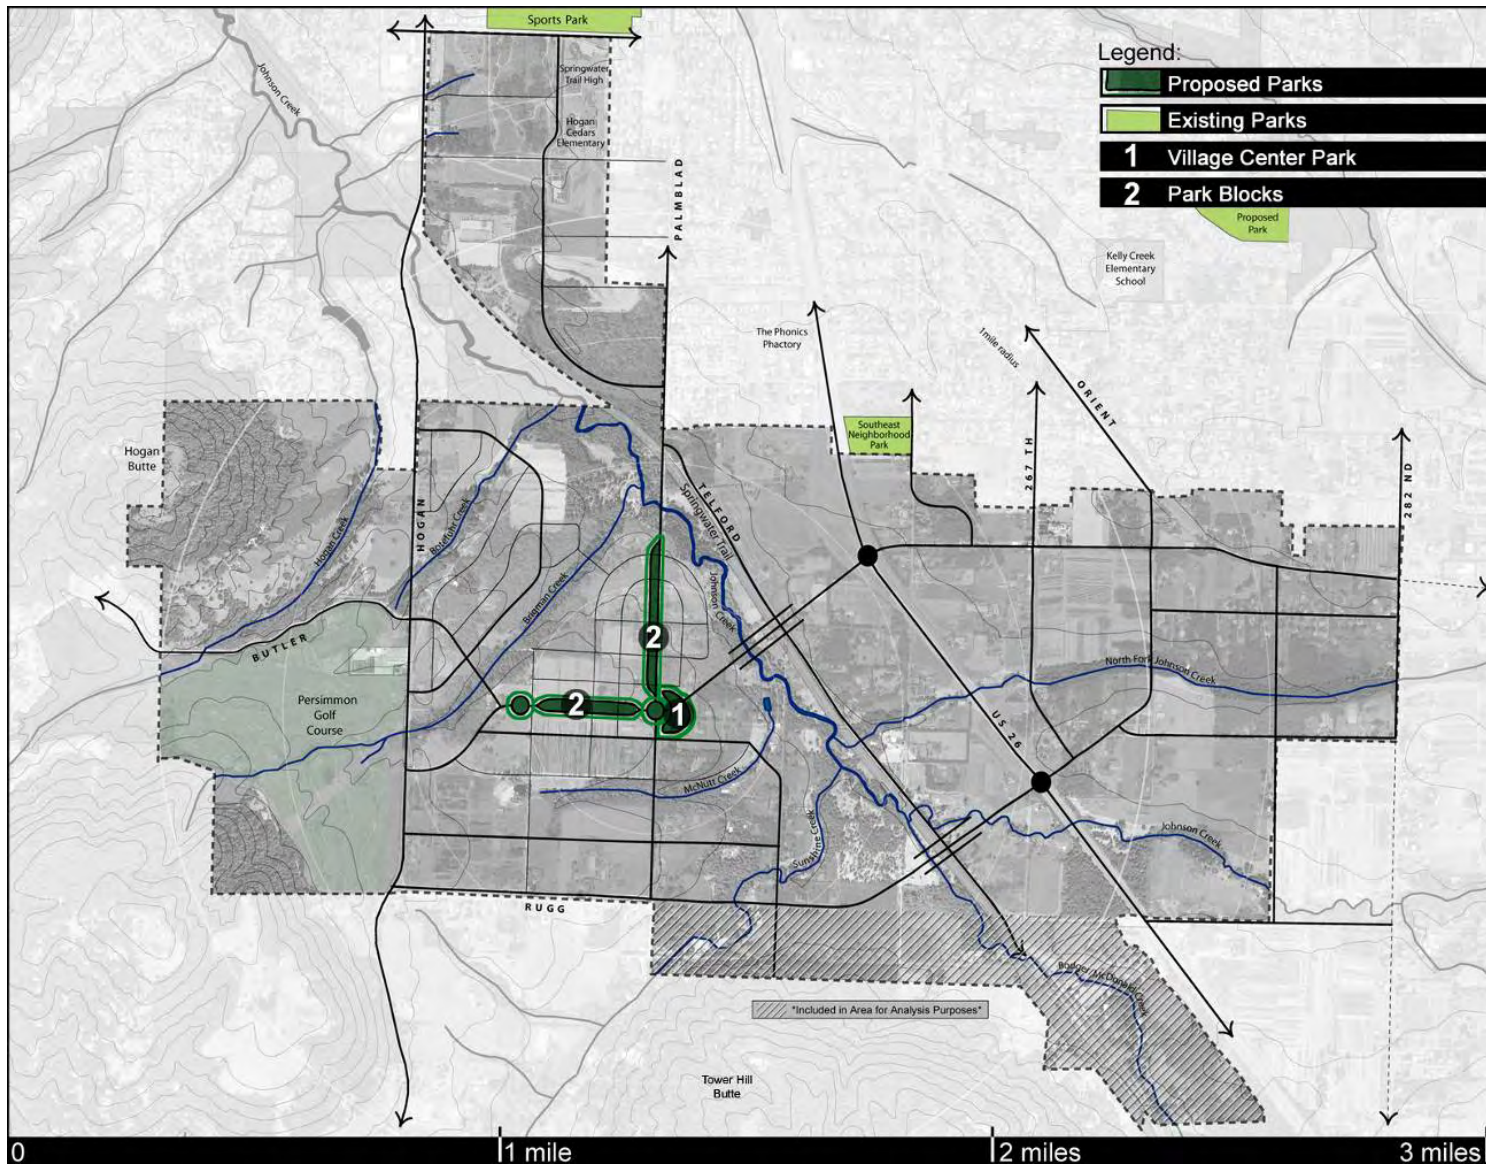 Sports Park
Legend:
Proposed Parks
Existing Parks
1 Village Center Park
2 Park Blocks
Johnson Creek
Springwater
Trail High
Hogan
Cedars
Elementary
PALMBLAD
Proposed
Park
Kelly Creek
Elementary
School
The Phonics
Phactory
1mile radius
ORIENT
Southeast
Neighborhood
Park
267 TH
282 ND
Hogan
Butte
HOGAN
Hogan Creek
Botefuhr Creek
TELFORD
Springwater Trail
Johnson Creek
Brigman Creek
BUTLER
2
2
1
Persimmon
Golf
Course
North Fork Johnson Creek
US 26
McNutt Creek
Sunshine Creek
Johnson Creek
RUGG
Badger McDonald Creek
*Included in Area for Analysis Purposes*
Tower Hill
Butte
0
1 mile
2 miles
3 miles